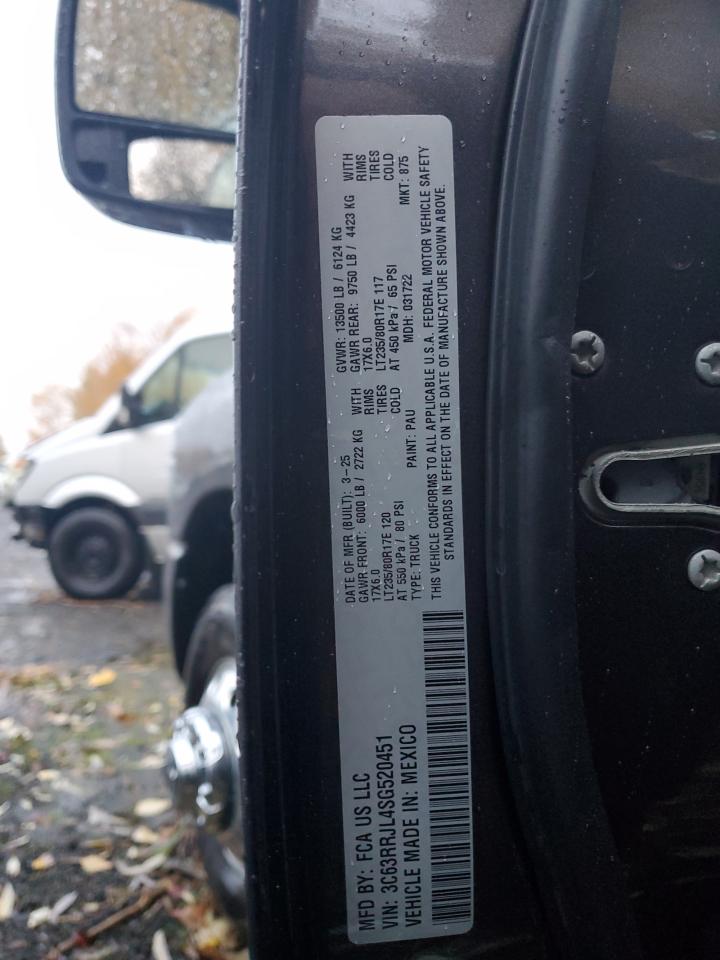 MFD BY: FCA US LLC
VIN: 3C63RRJL4SG520451
VEHICLE MADE IN: MEXICO
DATE OF MFR (BUILT): 3-25 GVWR: 13500 LB / 6124 KG
GAWR FRONT: 6000 LB / 2722 KG WITH GAWR REAR: 9750 LB / 4423 KG WITH
17X6.0 RIMS 17X6.0 RIMS
LT235/80R17E 120 TIRES LT235/80R17E 117 TIRES
AT 550 kPa / 80 PSI COLD AT 450 kPa / 65 PSI COLD
TYPE: TRUCK PAINT: PAU MDH: 031722 MKT: 875
THIS VEHICLE CONFORMS TO ALL APPLICABLE U.S.A. FEDERAL MOTOR VEHICLE SAFETY
STANDARDS IN EFFECT ON THE DATE OF MANUFACTURE SHOWN ABOVE.